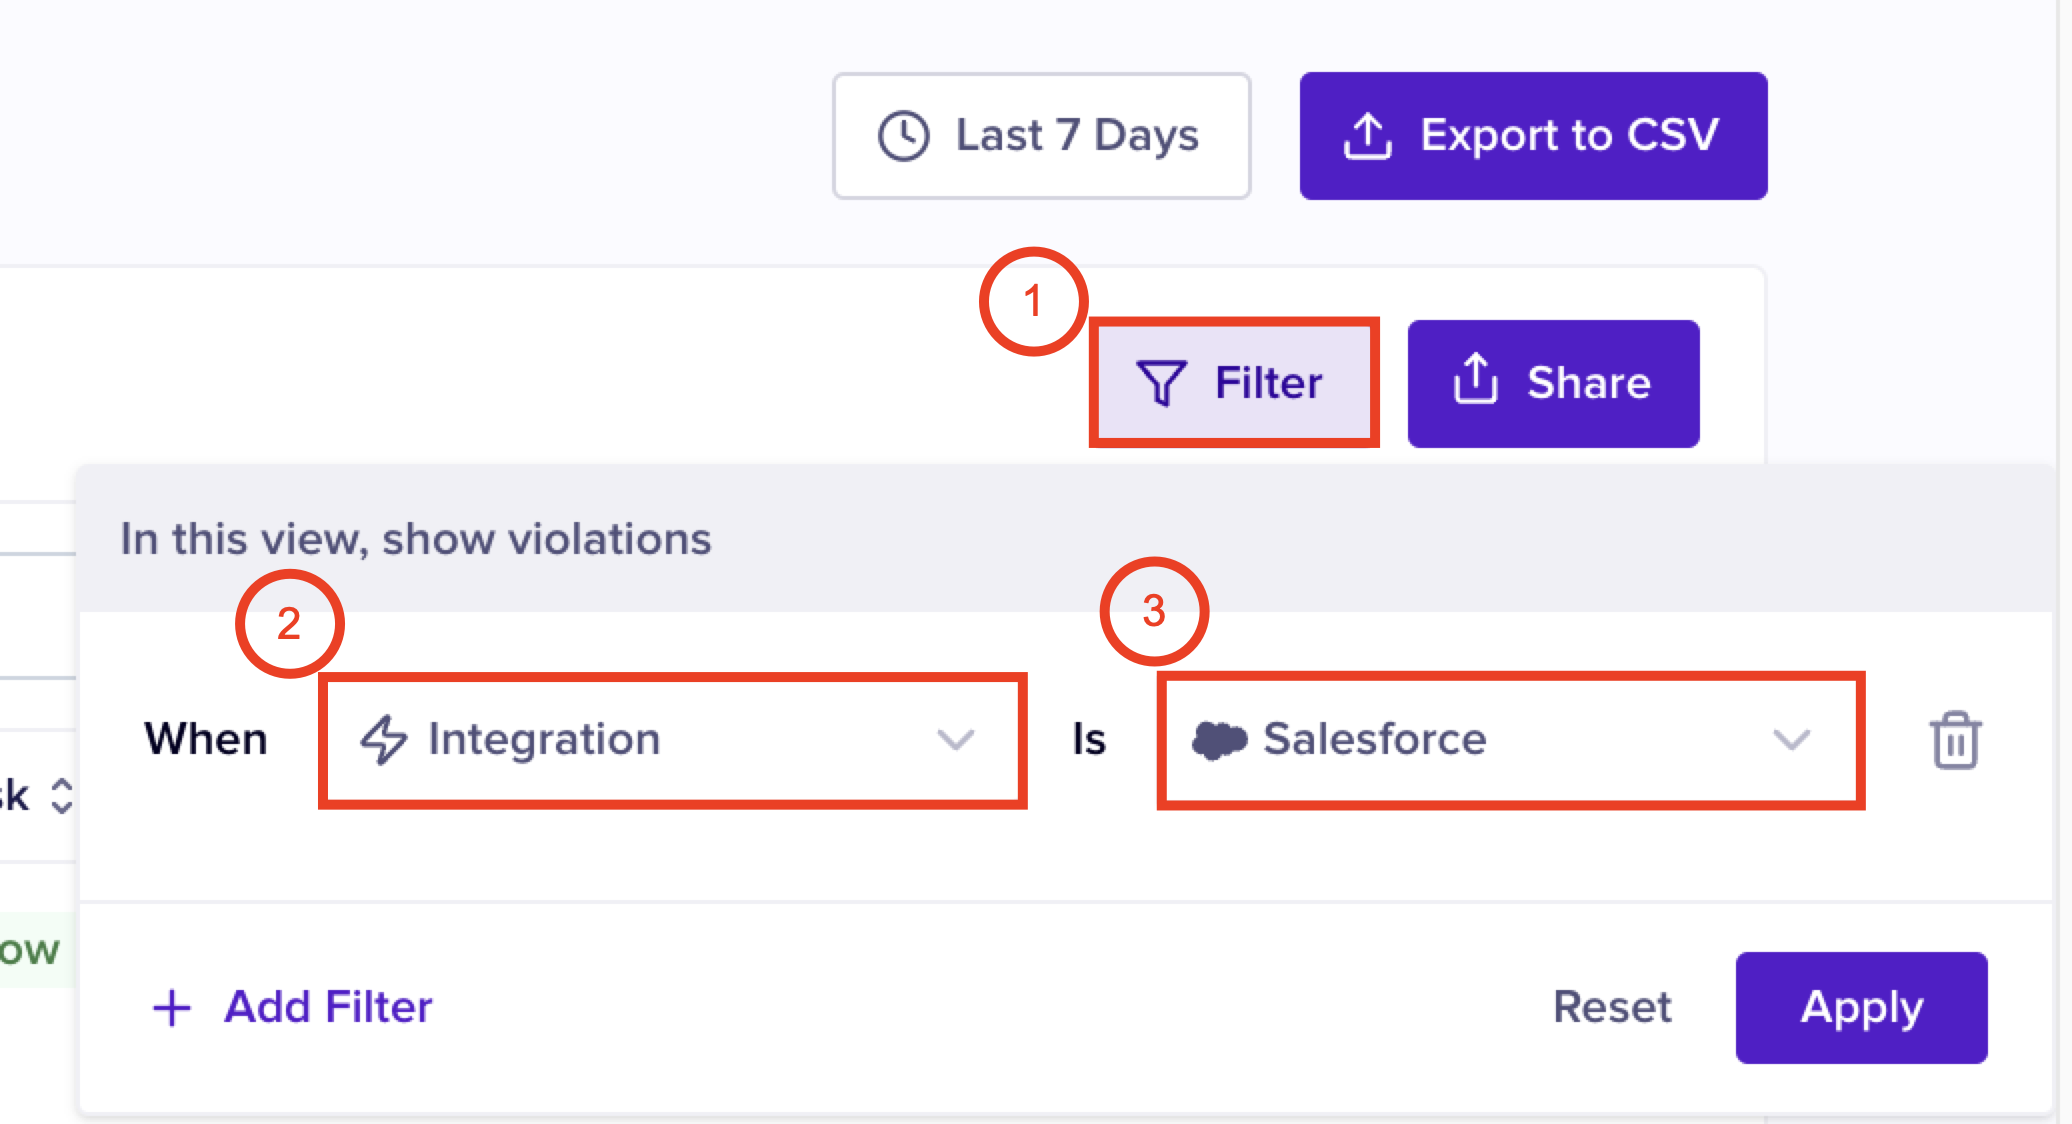 Last 7 Days
Export to CSV
1
Filter
Share
In this view, show violations
2
3
When Integration Is Salesforce
sk
ow
+ Add Filter
Reset
Apply